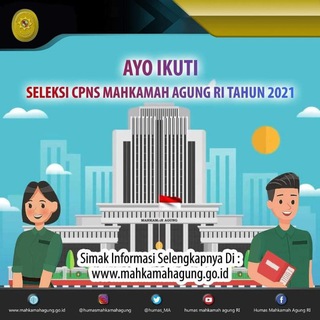 AYO IKUTI
SELEKSI CPNS MAHKAMAH AGUNG RI TAHUN 2021
MAHKAMAH AGUNG
Simak Informasi Selengkapnya Di :
www.mahkamahagung.go.id
www.mahkamahagung.go.id
@humasmahkamahagung
@humas_MA
humas mahkamah agung RI
Humas Mahkamah Agung RI